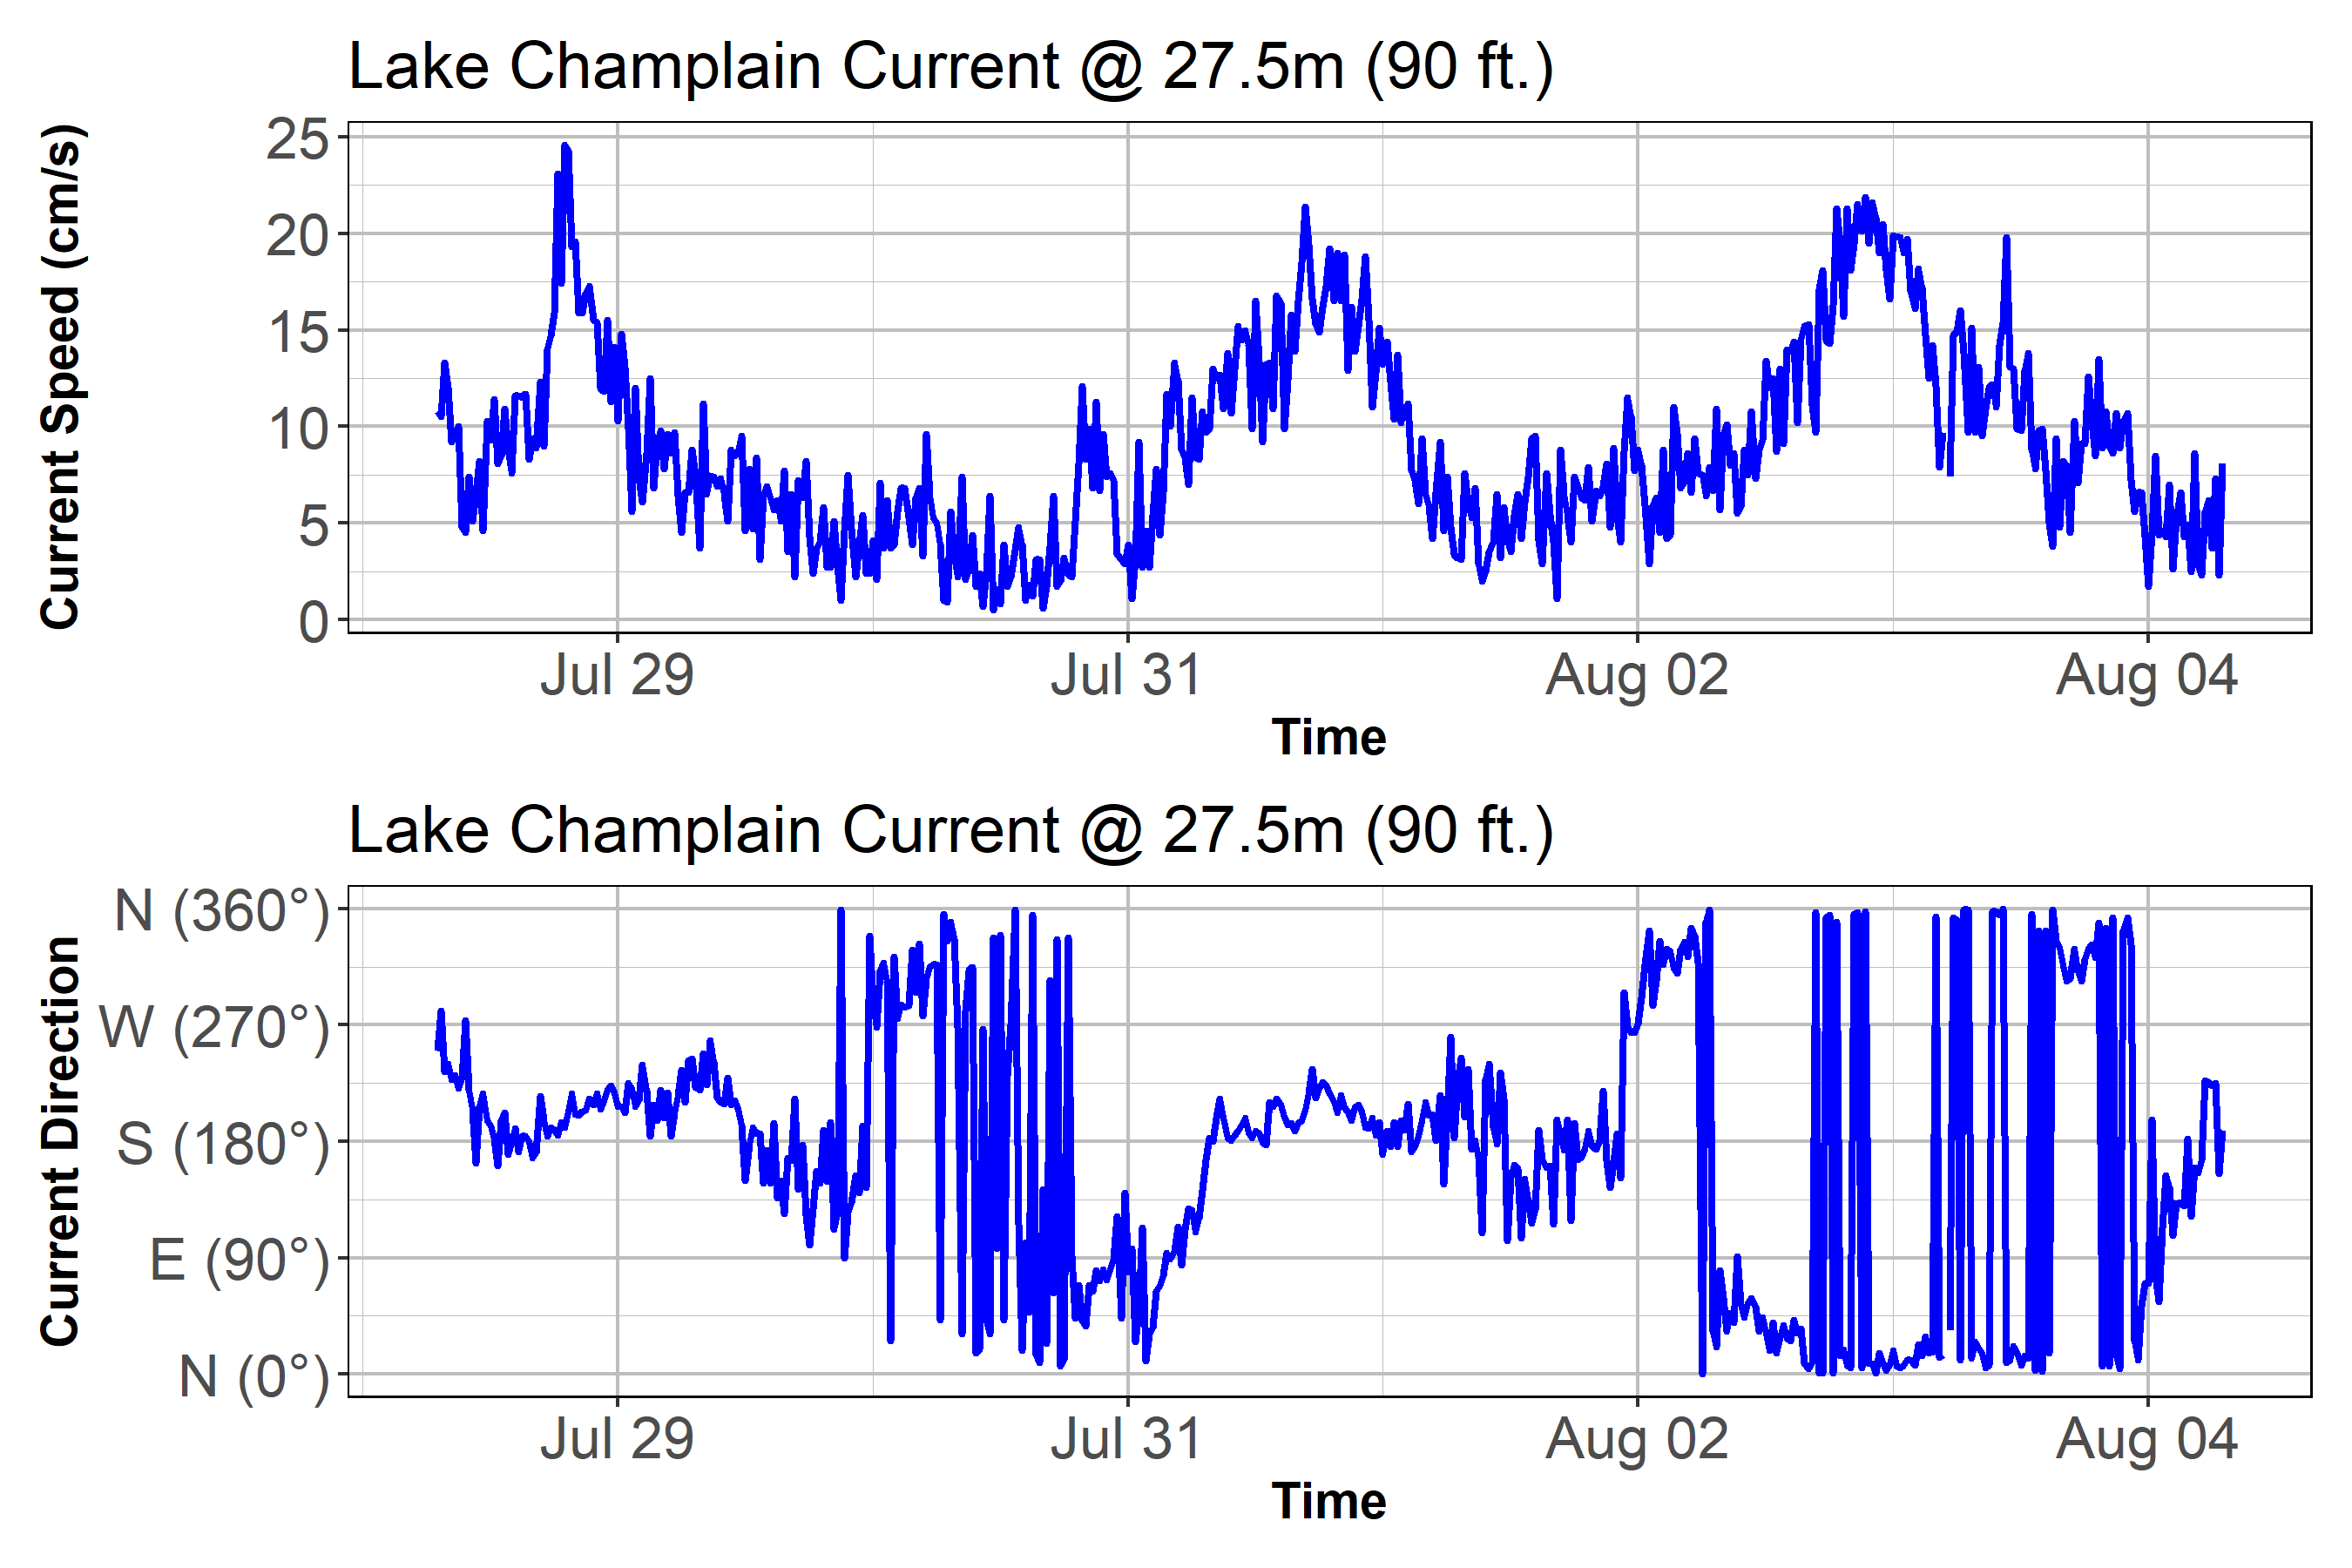 Lake Champlain Current @ 27.5m (90 ft.)
Current Speed (cm/s)
25
20
15
10
5
0
Jul 29 Jul 31 Aug 02 Aug 04
Time
Lake Champlain Current @ 27.5m (90 ft.)
Current Direction
N (360°)
W (270°)
S (180°)
E (90°)
N (0°)
Jul 29 Jul 31 Aug 02 Aug 04
Time